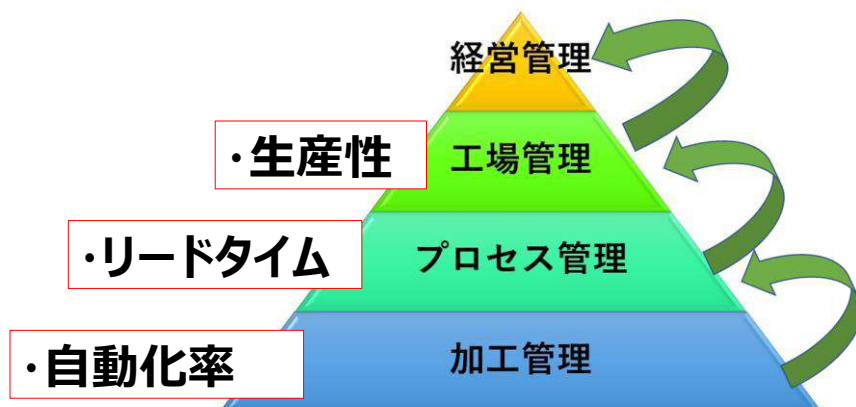 経営管理
・生産性
工場管理
・リードタイム
プロセス管理
・自動化率
加工管理